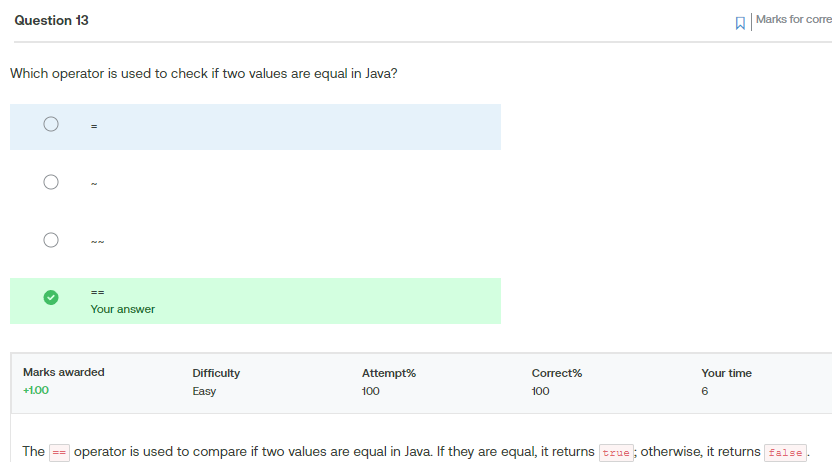 Question 13
Marks for corre
Which operator is used to check if two values are equal in Java?
=
~
~~
==
Your answer
Marks awarded Difficulty Attempt% Correct% Your time
+1.00 Easy 100 100 6
The == operator is used to compare if two values are equal in Java. If they are equal, it returns true; otherwise, it returns false.